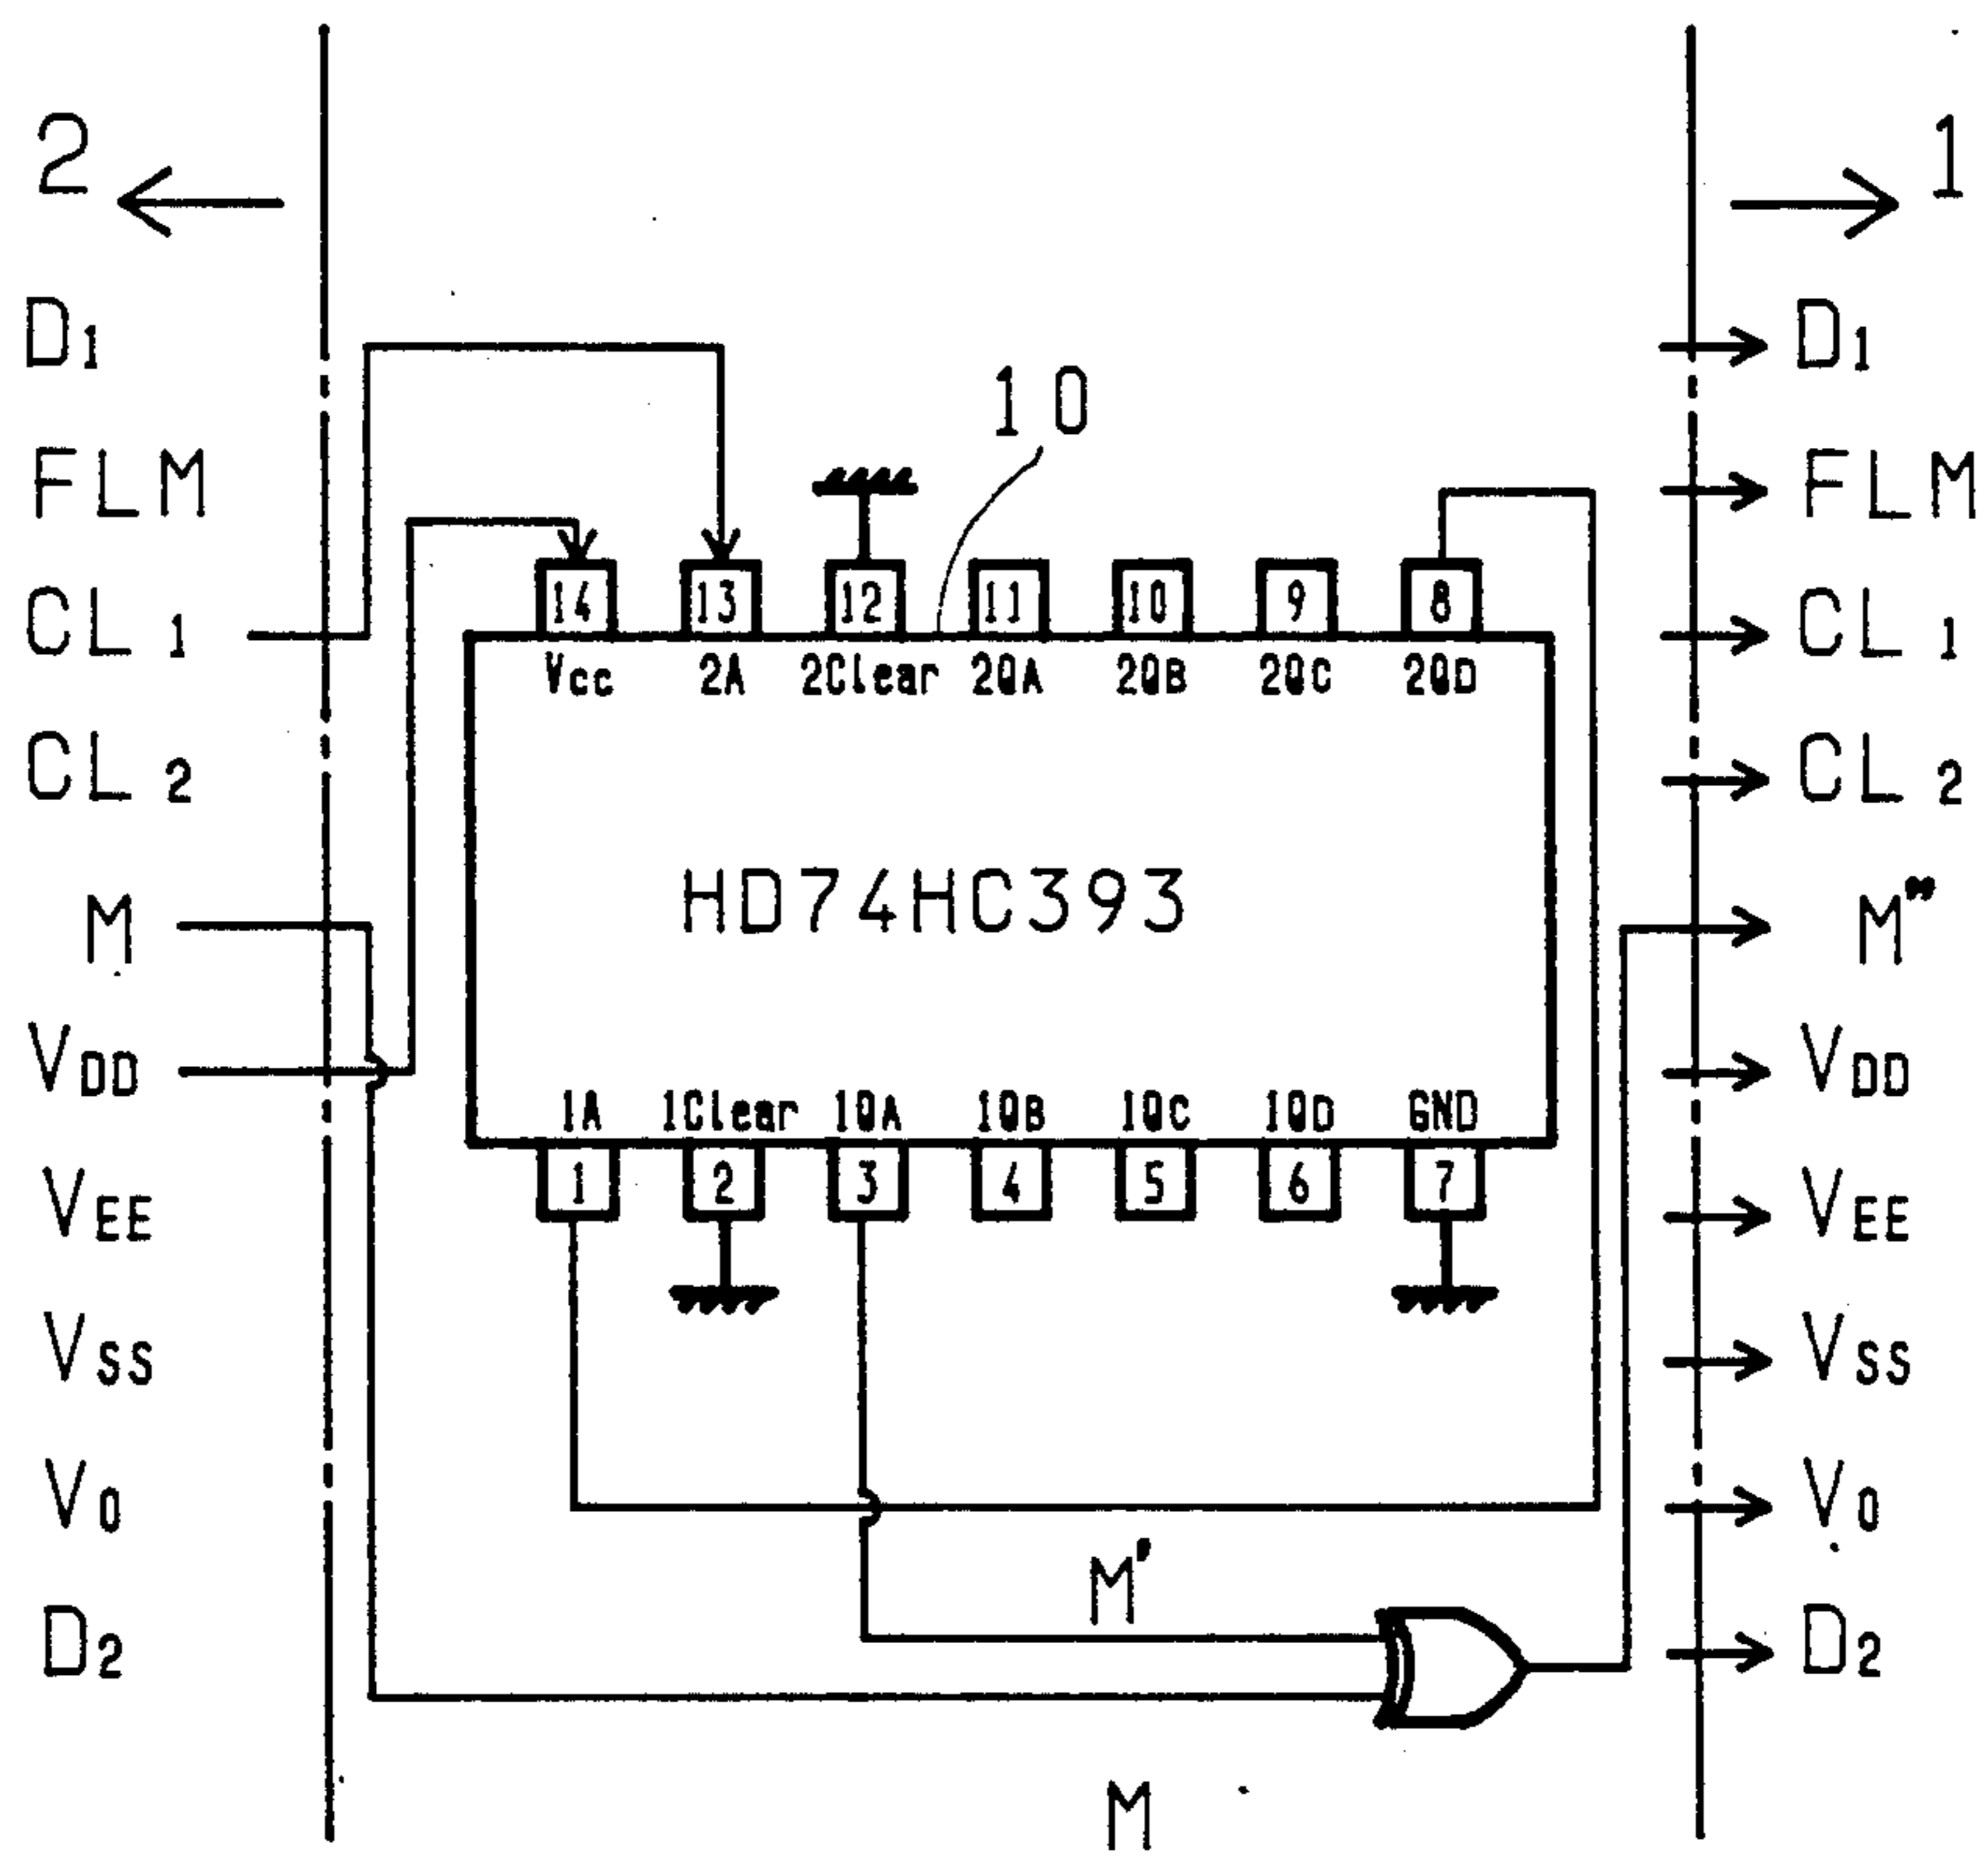 2 1
D1 D1
10
FLM FLM
14 13 12 11 10 9 8
CL1 CL1
Vcc 2A 2Clear 2QA 2QB 2QC 2QD
CL2 CL2
HD74HC393
M M"
VDD VDD
1A 1Clear 1QA 1QB 1QC 1QD GND
1 2 3 4 5 6 7
VEE VEE
VSS VSS
V0 V0
M'
D2 D2
M